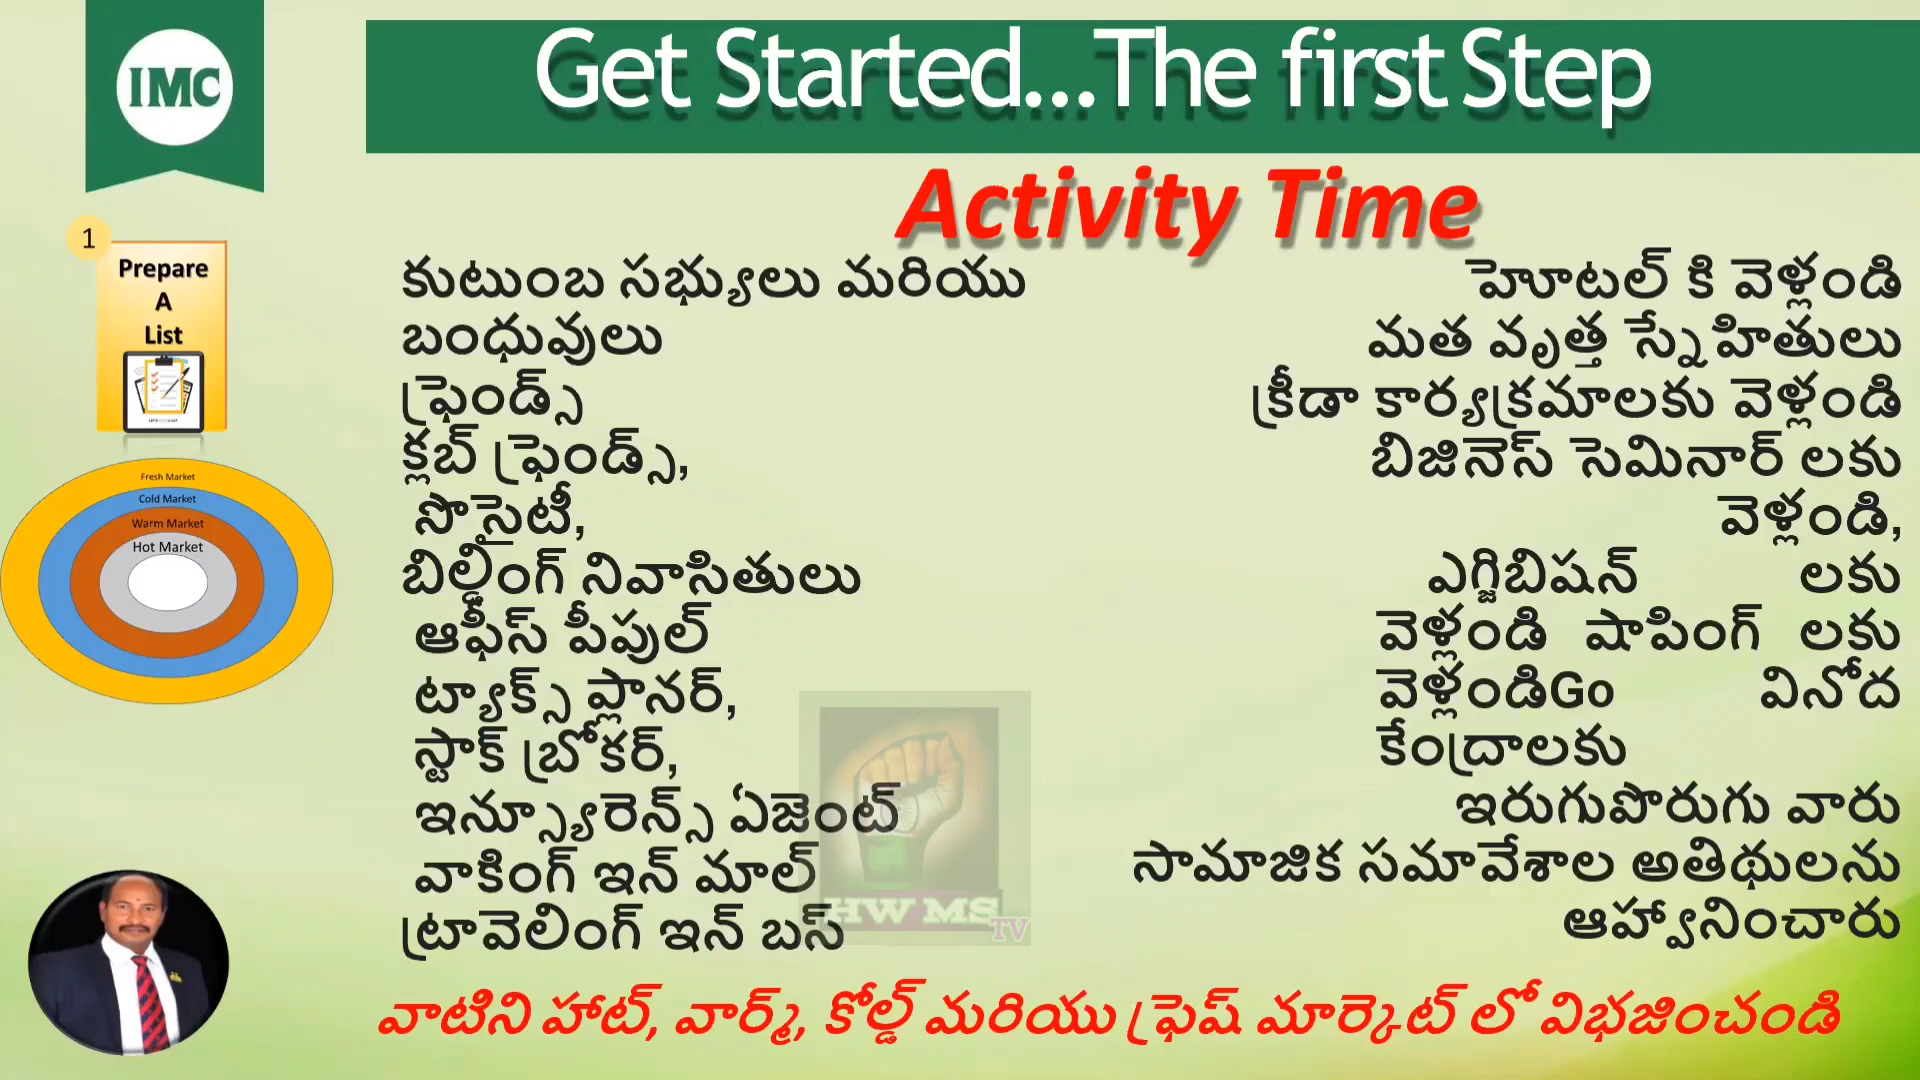 IMC
Get Started...The first Step
Activity Time
1
Prepare
A
List
Fresh Market
Cold Market
Warm Market
Hot Market
కుటుంబ సభ్యులు మరియు
బంధువులు
ఫ్రెండ్స్
క్లబ్ ఫ్రెండ్స్,
సొసైటీ,
బిల్డింగ్ నివాసితులు
ఆఫీస్ పీపుల్
ట్యాక్స్ ప్లానర్,
స్టాక్ బ్రోకర్,
ఇన్సూ్యరెన్స్ ఏజెంట్
వాకింగ్ ఇన్ మాల్
ట్రావెలింగ్ ఇన్ బస్
హెూటల్ కి వెళ్లండి
మత వృత్త స్నేహితులు
క్రీడా కార్యక్రమాలకు వెళ్లండి
బిజినెస్ సెమినార్ లకు
వెళ్లండి,
ఎగ్జిబిషన్ లకు
వెళ్లండి షాపింగ్ లకు
వెళ్లండిGo వినోద
కేంద్రాలకు
ఇరుగుపొరుగు వారు
సామాజిక సమావేశాల అతిథులను
ఆహ్వానించారు
HW MS
TV
వాటిని హాట్, వార్మ్, కోల్డ్ మరియు ఫ్రెష్ మార్కెట్ లో విభజించండి